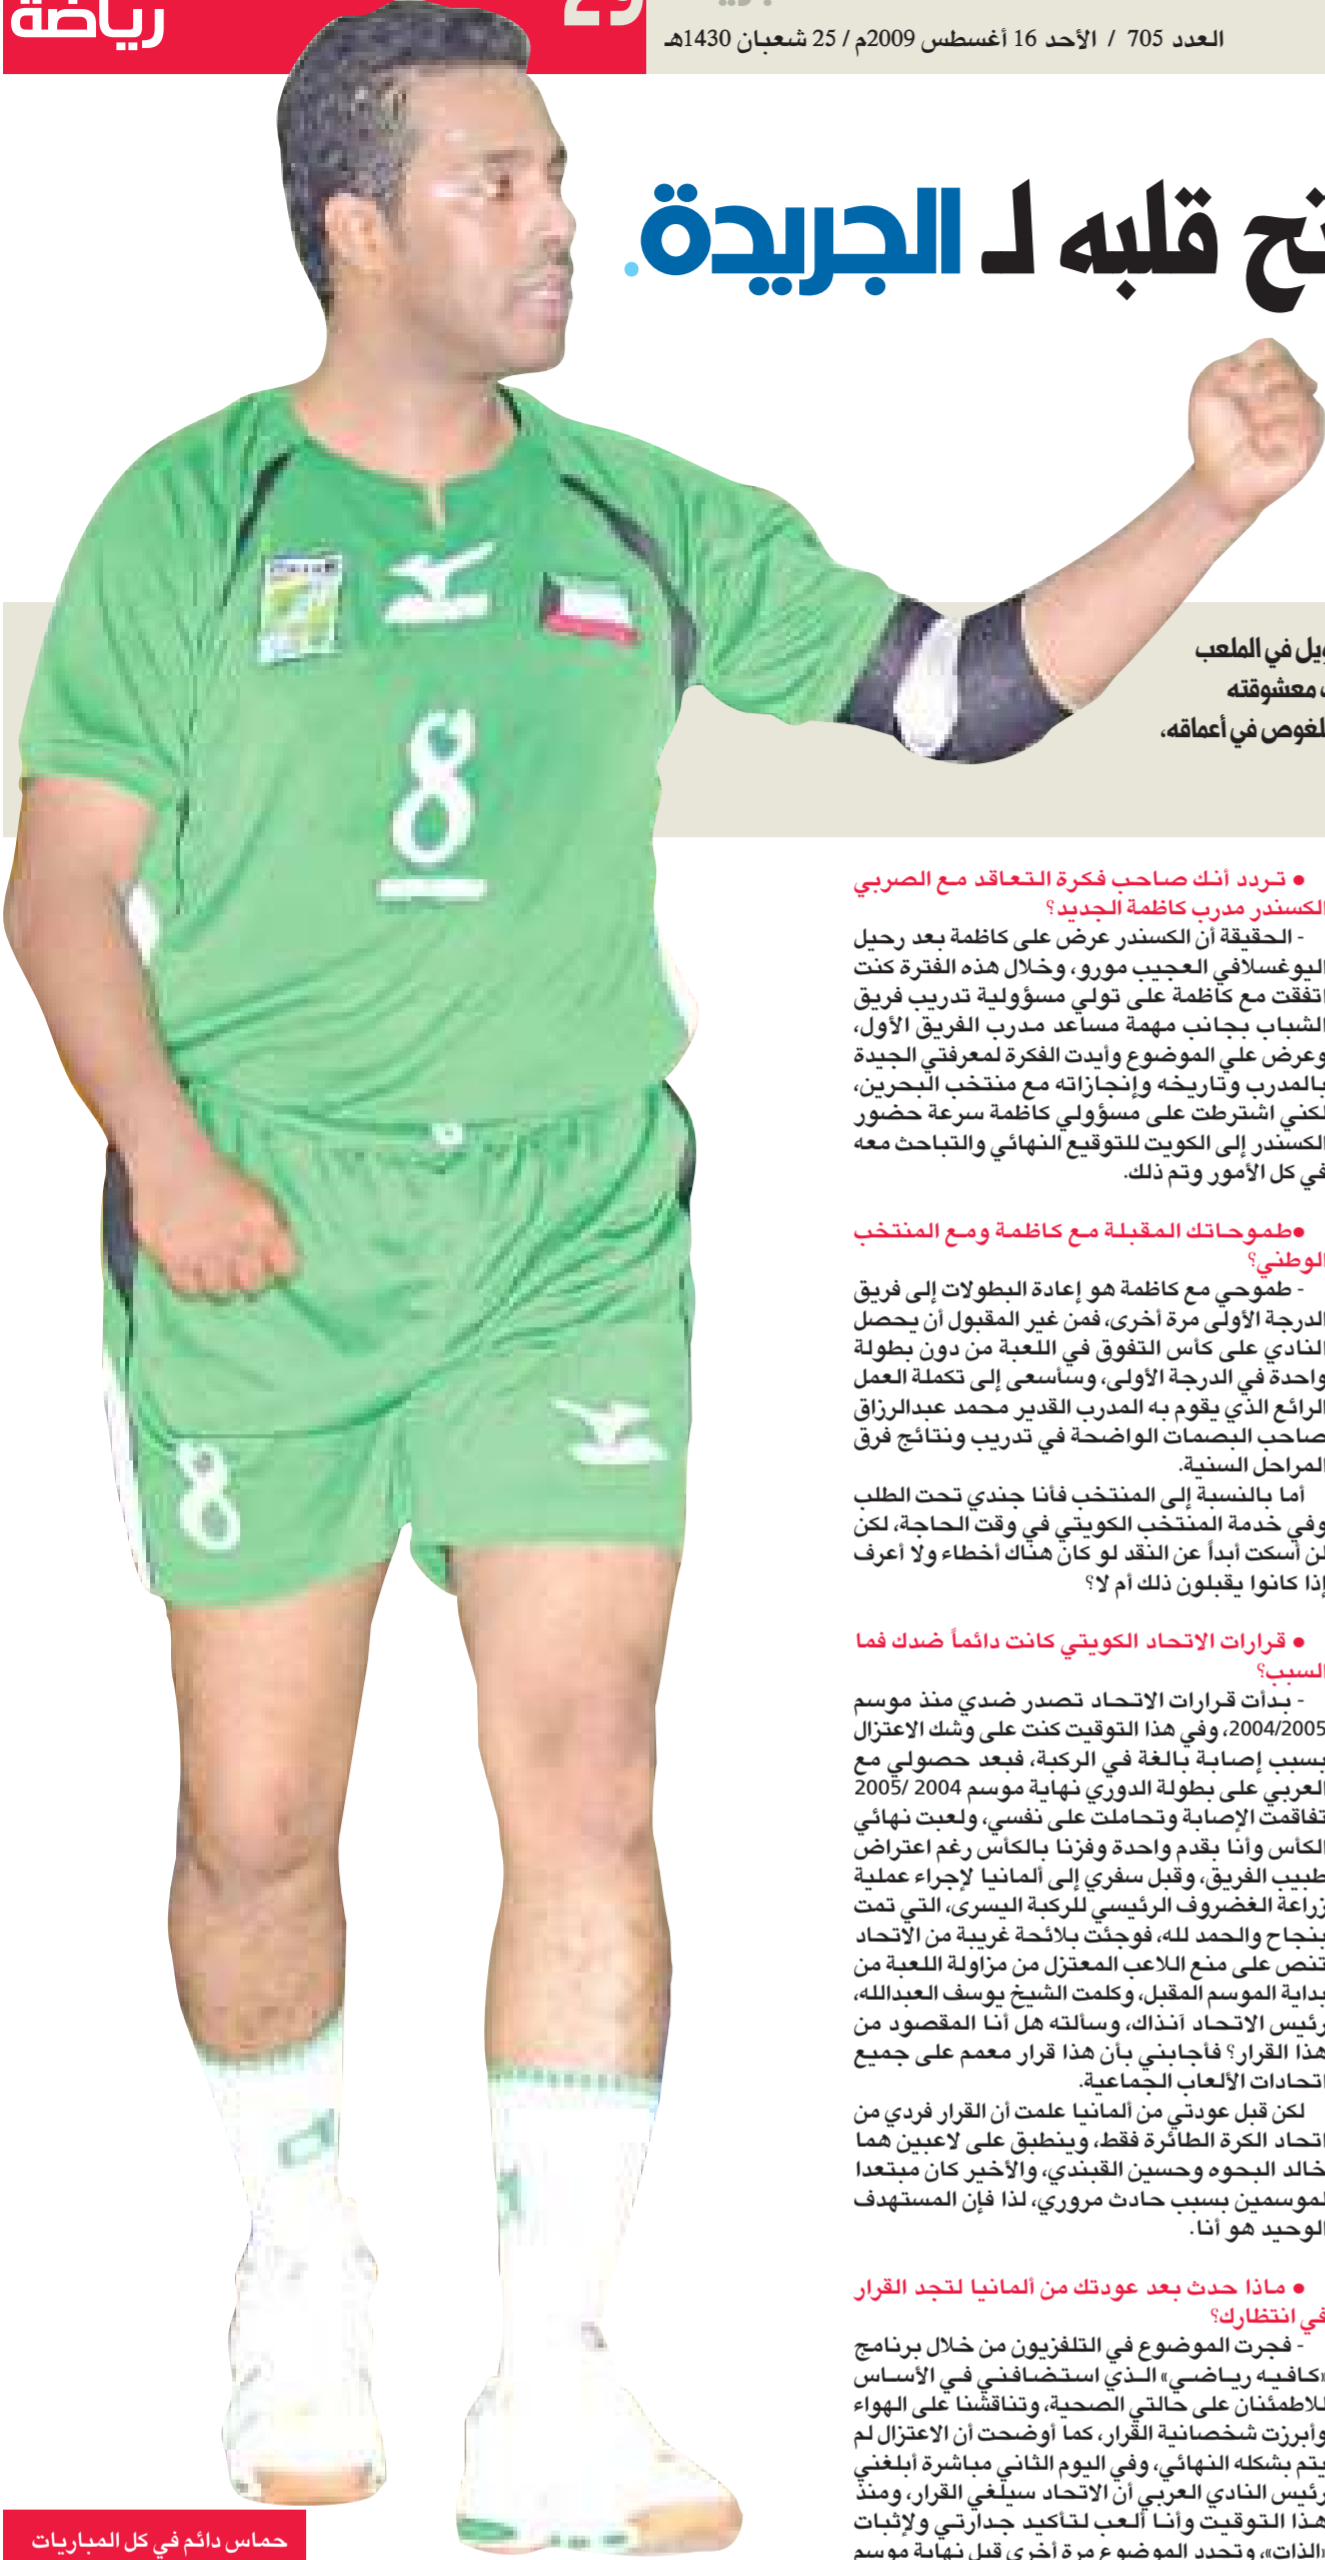 رياضة
29
العدد 705 / الأحد 16 أغسطس 2009م / 25 شعبان 1430هـ
قلبه لـ الجريدة.
في الملعب
معشوقته
في أعماقه،
8
8
• تردد أنك صاحب فكرة التعاقد مع الصربي
الكسندر مدرب كاظمة الجديد؟
- الحقيقة أن الكسندر عرض على كاظمة بعد رحيل
اليوغسلافي العجيب مورو، وخلال هذه الفترة كنت
اتفقت مع كاظمة على تولي مسؤولية تدريب فريق
الشباب بجانب مهمة مساعد مدرب الفريق الأول،
وعرض علي الموضوع وأيدت الفكرة لمعرفتي الجيدة
بالمدرب وتاريخه وإنجازاته مع منتخب البحرين،
لكني اشترطت على مسؤولي كاظمة سرعة حضور
الكسندر إلى الكويت للتوقيع النهائي والتباحث معه
في كل الأمور وتم ذلك.
•طموحاتك المقبلة مع كاظمة ومع المنتخب
الوطني؟
- طموحي مع كاظمة هو إعادة البطولات إلى فريق
الدرجة الأولى مرة أخرى، فمن غير المقبول أن يحصل
النادي على كأس التفوق في اللعبة من دون بطولة
واحدة في الدرجة الأولى، وسأسعى إلى تكملة العمل
الرائع الذي يقوم به المدرب القدير محمد عبدالرزاق
صاحب البصمات الواضحة في تدريب ونتائج فرق
المراحل السنية.
أما بالنسبة إلى المنتخب فأنا جندي تحت الطلب
وفي خدمة المنتخب الكويتي في وقت الحاجة، لكن
لن أسكت أبداً عن النقد لو كان هناك أخطاء ولا أعرف
إذا كانوا يقبلون ذلك أم لا؟
• قرارات الاتحاد الكويتي كانت دائماً ضدك فما
السبب؟
- بدأت قرارات الاتحاد تصدر ضدي منذ موسم
2004/2005، وفي هذا التوقيت كنت على وشك الاعتزال
بسبب إصابة بالغة في الركبة، فبعد حصولي مع
العربي على بطولة الدوري نهاية موسم 2004 /2005
تفاقمت الإصابة وتحاملت على نفسي، ولعبت نهائي
الكأس وأنا بقدم واحدة وفزنا بالكأس رغم اعتراض
طبيب الفريق، وقبل سفري إلى ألمانيا لإجراء عملية
زراعة الغضروف الرئيسي للركبة اليسرى، التي تمت
بنجاح والحمد لله، فوجئت بلائحة غريبة من الاتحاد
تنص على منع اللاعب المعتزل من مزاولة اللعبة من
بداية الموسم المقبل، وكلمت الشيخ يوسف العبدالله،
رئيس الاتحاد آنذاك، وسألته هل أنا المقصود من
هذا القرار؟ فأجابني بأن هذا قرار معمم على جميع
اتحادات الألعاب الجماعية.
لكن قبل عودتي من ألمانيا علمت أن القرار فردي من
اتحاد الكرة الطائرة فقط، وينطبق على لاعبين هما
خالد البحوه وحسين القبندي، والأخير كان مبتعدا
لموسمين بسبب حادث مروري، لذا فإن المستهدف
الوحيد هو أنا.
• ماذا حدث بعد عودتك من ألمانيا لتجد القرار
في انتظارك؟
- فجرت الموضوع في التلفزيون من خلال برنامج
«كافيه رياضي» الذي استضافني في الأساس
للاطمئنان على حالتي الصحية، وتناقشنا على الهواء
وأبرزت شخصانية القرار، كما أوضحت أن الاعتزال لم
يتم بشكله النهائي، وفي اليوم الثاني مباشرة أبلغني
رئيس النادي العربي أن الاتحاد سيلغي القرار، ومنذ
هذا التوقيت وأنا ألعب لتأكيد جدارتي ولإثبات
«الذات»، وتجدد الموضوع مرة أخرى قبل نهاية موسم
حماس دائم في كل المباريات